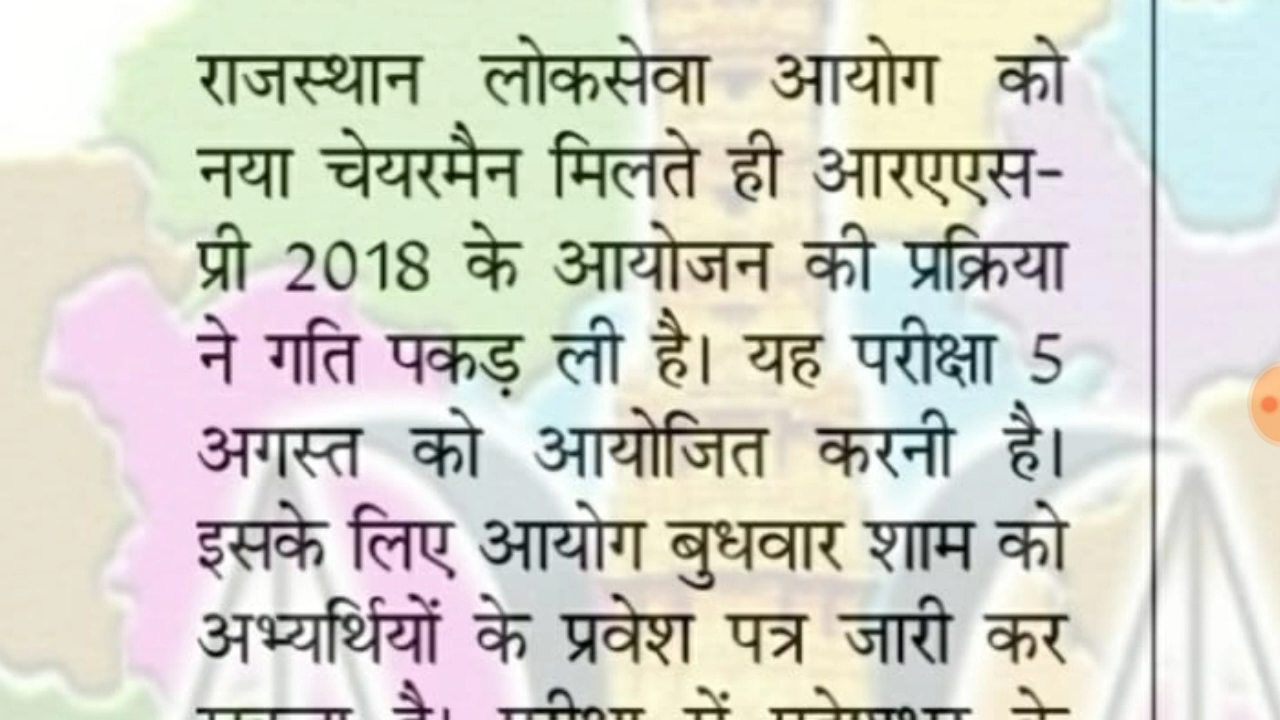 राजस्थान लोकसेवा आयोग को
नया चेयरमैन मिलते ही आरएएस-
प्री 2018 के आयोजन की प्रक्रिया
ने गति पकड़ ली है। यह परीक्षा 5
अगस्त को आयोजित करनी है।
इसके लिए आयोग बुधवार शाम को
अभ्यर्थियों के प्रवेश पत्र जारी कर
है। परीक्षा में के